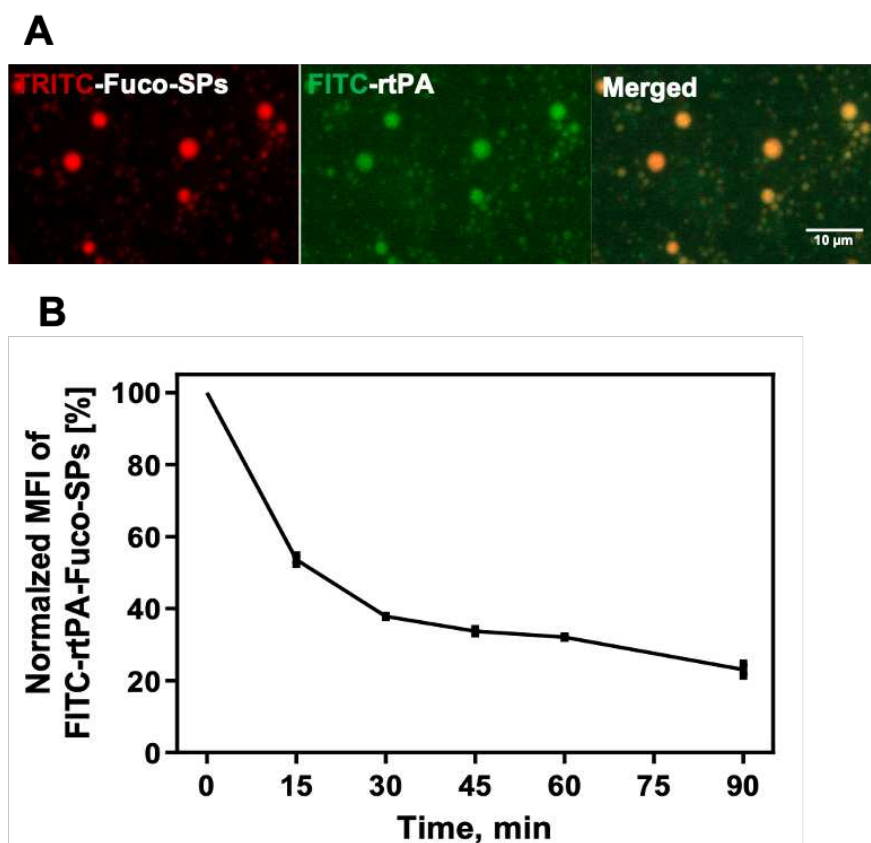 A
TRITC-Fuco-SPs
FITC-rtPA
Merged
10 µm
B
Normalzed MFI of
FITC-rtPA-Fuco-SPs [%]
100
80
60
40
20
0
0 15 30 45 60 75 90
Time, min